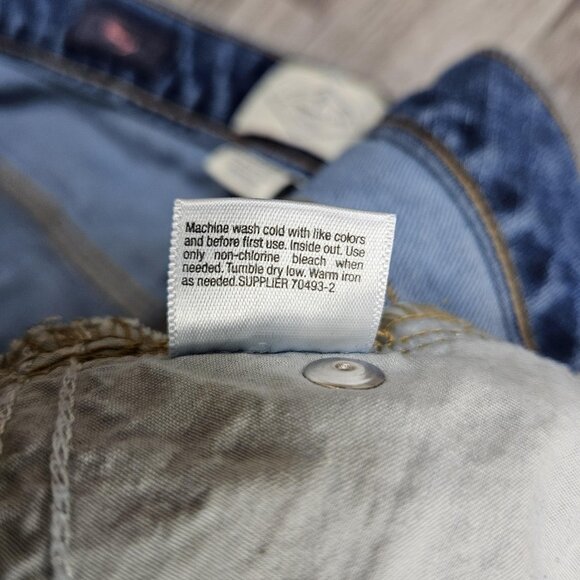 Machine wash cold with like colors
and before first use. Inside out. Use
only non-chlorine bleach when
needed. Tumble dry low. Warm iron
as needed.SUPPLIER 70493-2